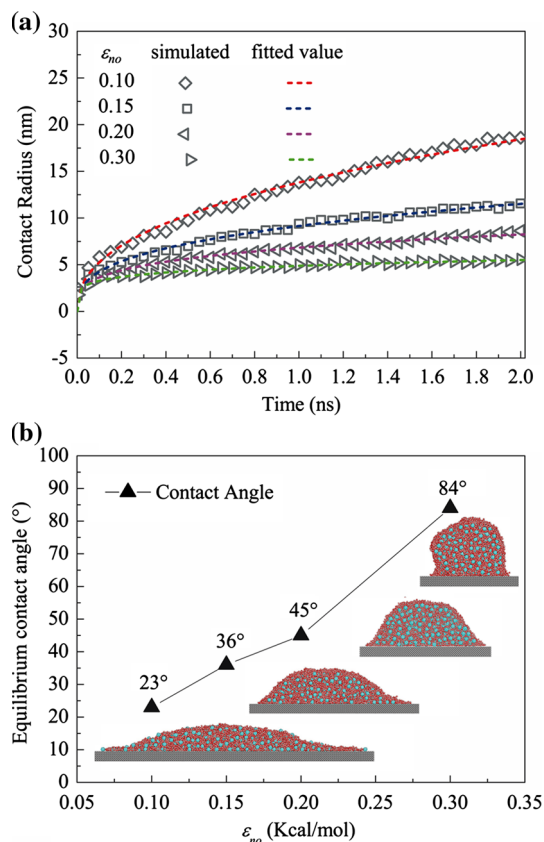 (a)
30
25
20
15
10
5
0
-5
Contact Radius (nm)
εno simulated fitted value
0.10
0.15
0.20
0.30
0.0 0.2 0.4 0.6 0.8 1.0 1.2 1.4 1.6 1.8 2.0
Time (ns)
(b)
100
90
80
70
60
50
40
30
20
10
0
Equilibrium contact angle (°)
Contact Angle
84°
45°
36°
23°
0.05 0.10 0.15 0.20 0.25 0.30 0.35
εno (Kcal/mol)